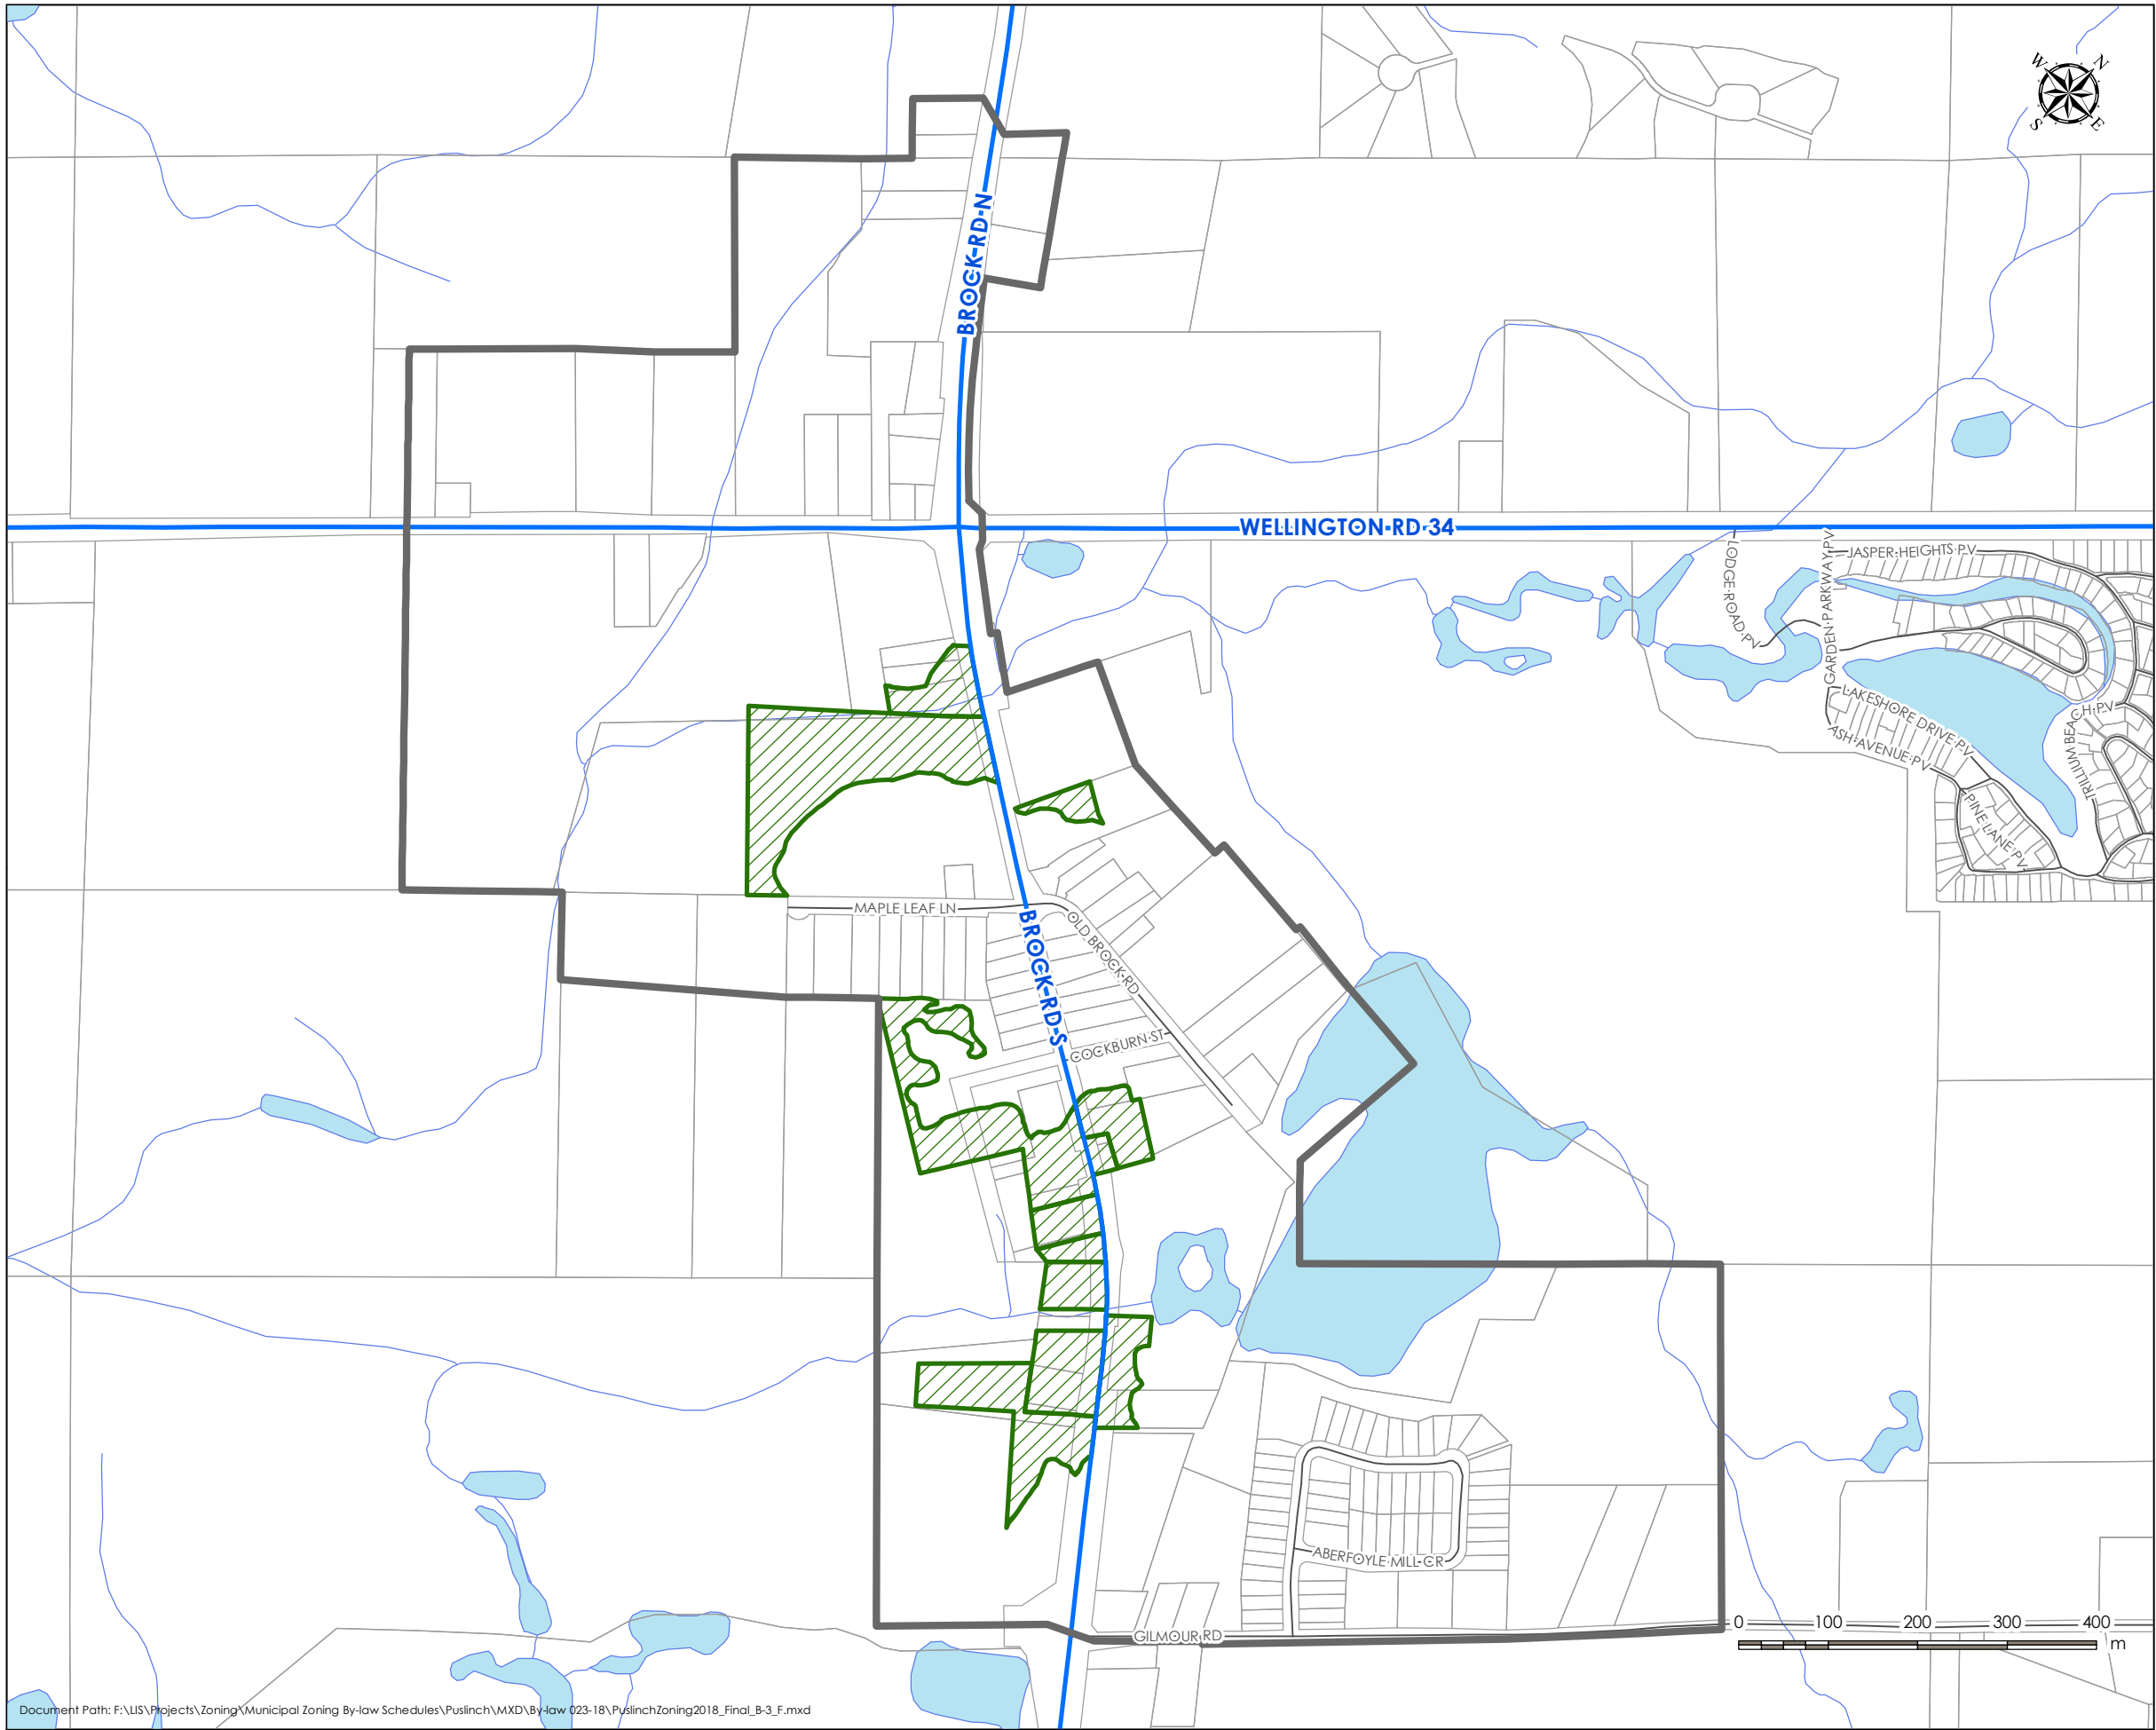 W N
S E
BROCK RD N
WELLINGTON RD 34
LODGE ROAD PV
GARDEN PARKWAY PV
JASPER HEIGHTS PV
LAKESHORE DRIVE PV
ASH AVENUE PV
TRILLIUM BEACH PV
PINE LANE PV
MAPLE LEAF LN
OLD BROCK RD
BROCK RD S
COCKBURN ST
ABERFOYLE MILL CR
GILMOUR RD
0 100 200 300 400
m
Document Path: F:\LIS\Projects\Zoning\Municipal Zoning By-law Schedules\Puslinch\MXD\By-law 023-18\PuslinchZoning2018_Final_B-3_F.mxd